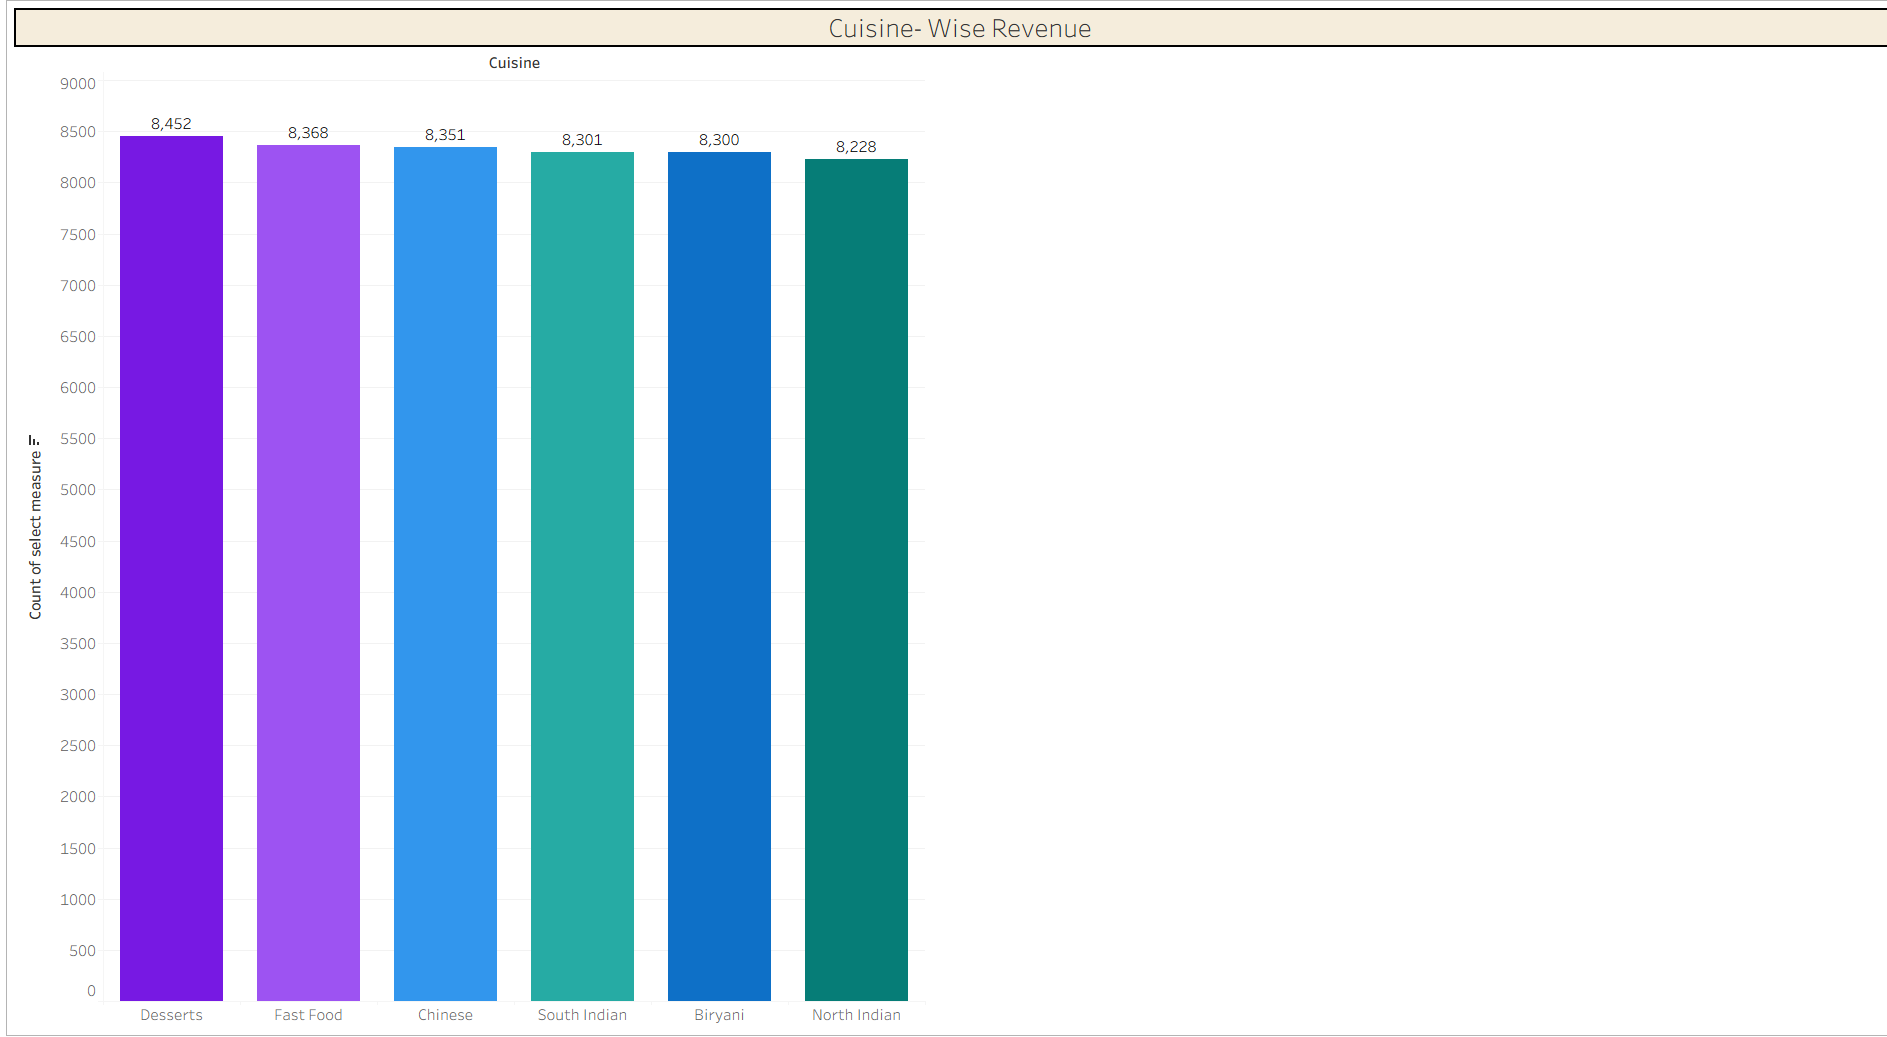 Cuisine- Wise Revenue
Cuisine
9000
8500
8000
7500
7000
6500
6000
5500
5000
4500
4000
3500
3000
2500
2000
1500
1000
500
0
Count of select measure
8,452
8,368
8,351
8,301
8,300
8,228
Desserts
Fast Food
Chinese
South Indian
Biryani
North Indian